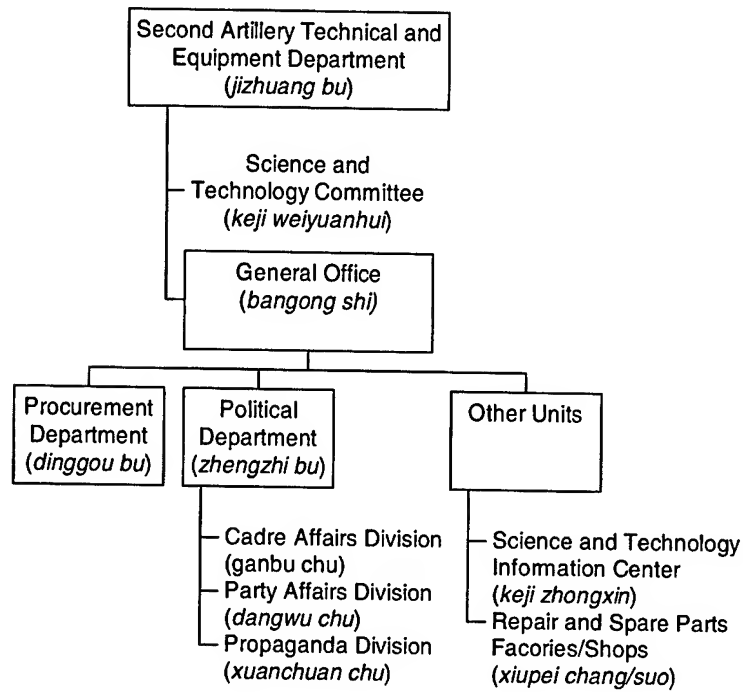 Second Artillery Technical and
Equipment Department
(jizhuang bu)
Science and
Technology Committee
(keji weiyuanhui)
General Office
(bangong shi)
Procurement
Department
(dinggou bu)
Political
Department
(zhengzhi bu)
Other Units
Cadre Affairs Division
(ganbu chu)
Party Affairs Division
(dangwu chu)
Propaganda Division
(xuanchuan chu)
Science and Technology
Information Center
(keji zhongxin)
Repair and Spare Parts
Facories/Shops
(xiupei chang/suo)